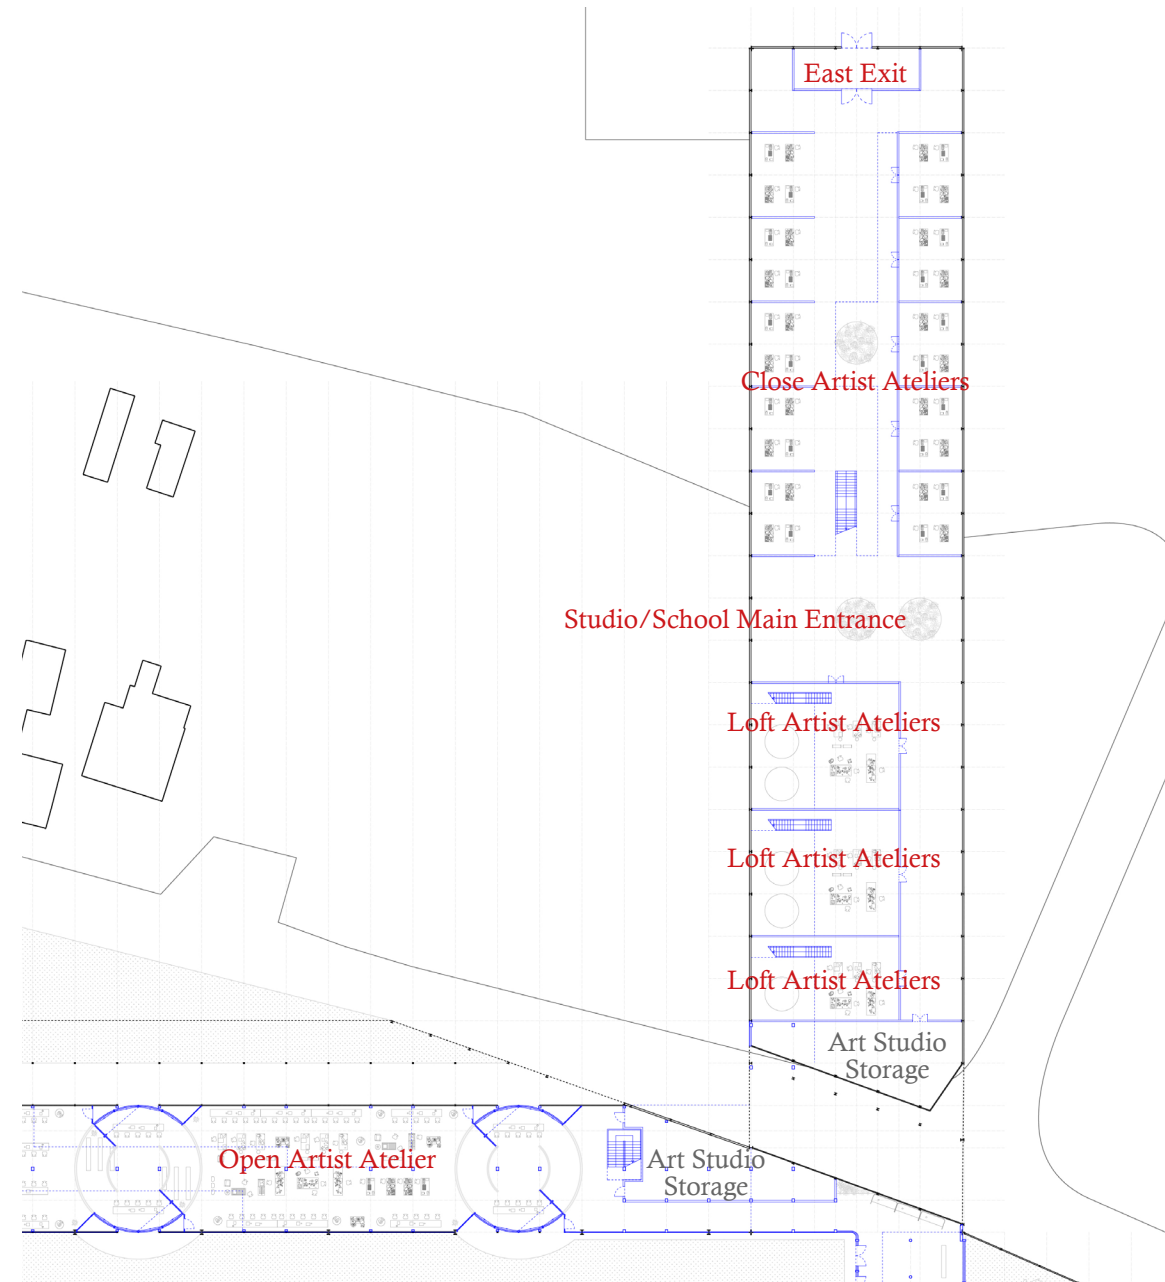 East Exit
Close Artist Ateliers
Studio/School Main Entrance
Loft Artist Ateliers
Loft Artist Ateliers
Loft Artist Ateliers
Art Studio
Storage
Open Artist Atelier
Art Studio
Storage